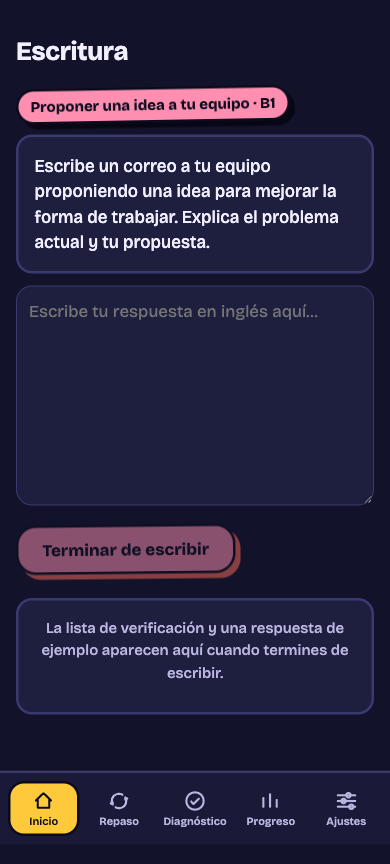 Escritura
Proponer una idea a tu equipo · B1
Escribe un correo a tu equipo
proponiendo una idea para mejorar la
forma de trabajar. Explica el problema
actual y tu propuesta.
Escribe tu respuesta en inglés aquí...
Terminar de escribir
La lista de verificación y una respuesta de
ejemplo aparecen aquí cuando termines de
escribir.
Inicio
Repaso
Diagnóstico
Progreso
Ajustes